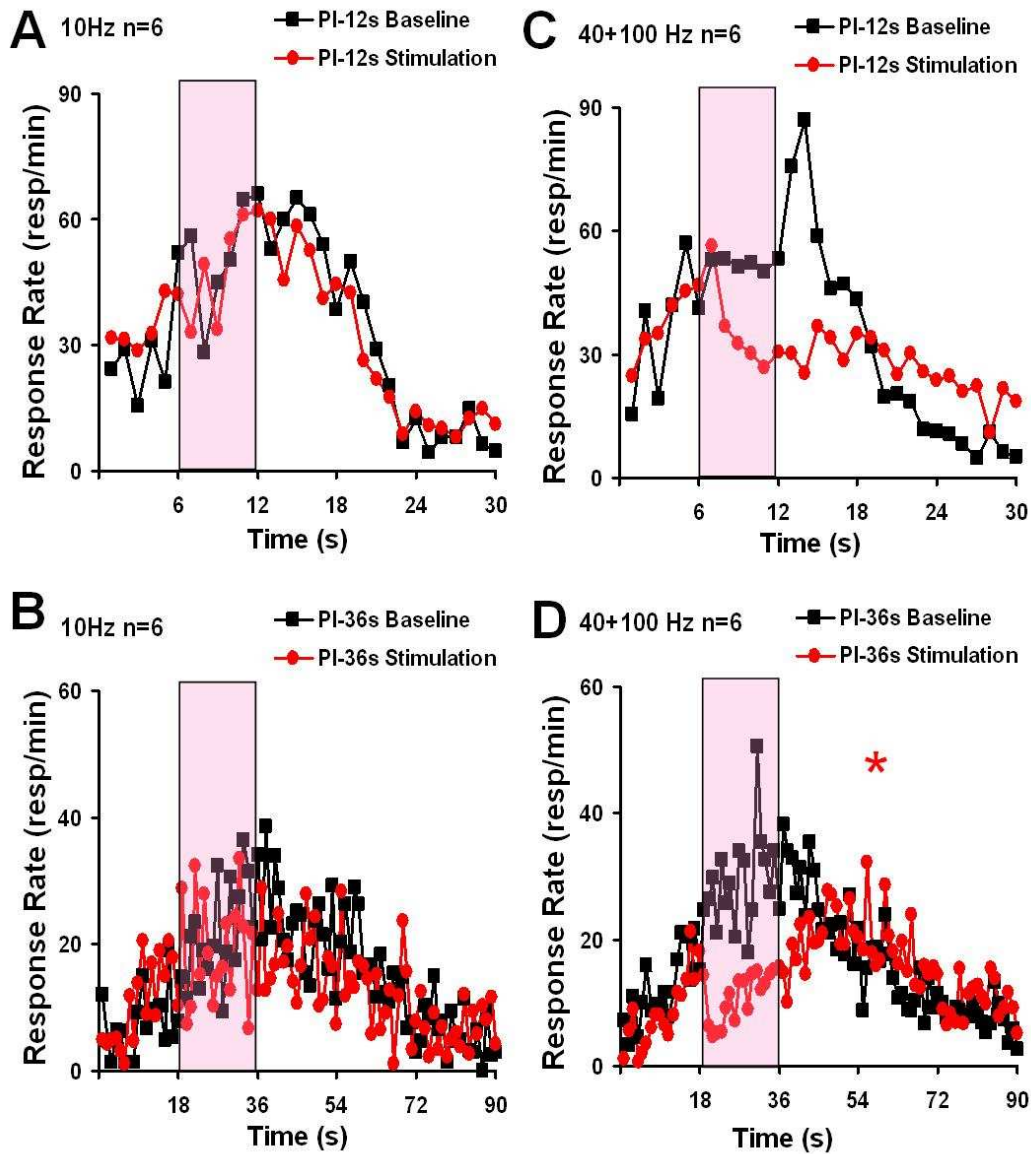 A
10Hz n=6
PI-12s Baseline
PI-12s Stimulation
Response Rate (resp/min)
90
60
30
0
6 12 18 24 30
Time (s)
C
40+100 Hz n=6
PI-12s Baseline
PI-12s Stimulation
Response Rate (resp/min)
90
60
30
0
6 12 18 24 30
Time (s)
B
10Hz n=6
PI-36s Baseline
PI-36s Stimulation
Response Rate (resp/min)
60
40
20
0
18 36 54 72 90
Time (s)
D
40+100 Hz n=6
PI-36s Baseline
PI-36s Stimulation
Response Rate (resp/min)
60
40
20
0
*
18 36 54 72 90
Time (s)